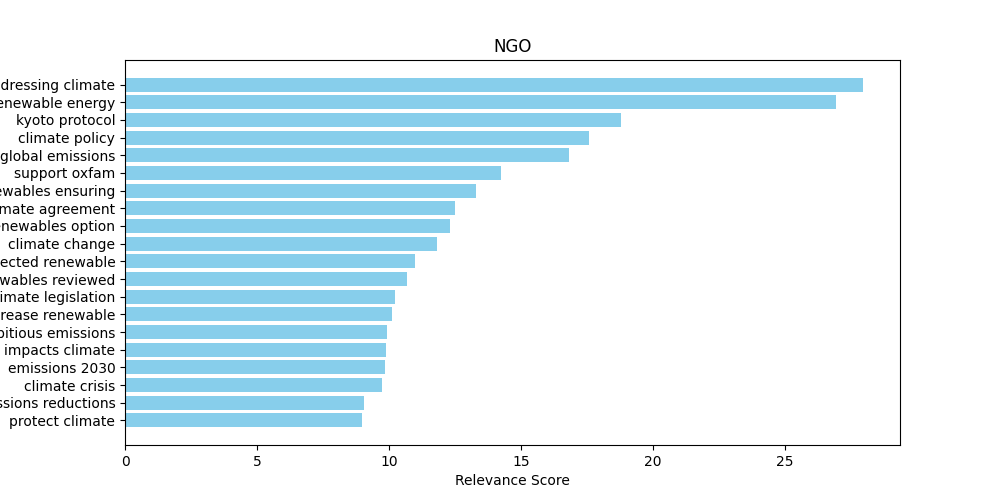 NGO
dressing climate
enewable energy
kyoto protocol
climate policy
global emissions
support oxfam
ewables ensuring
mate agreement
enewables option
climate change
ected renewable
wables reviewed
imate legislation
rease renewable
bitious emissions
impacts climate
emissions 2030
climate crisis
ssions reductions
protect climate
0 5 10 15 20 25
Relevance Score